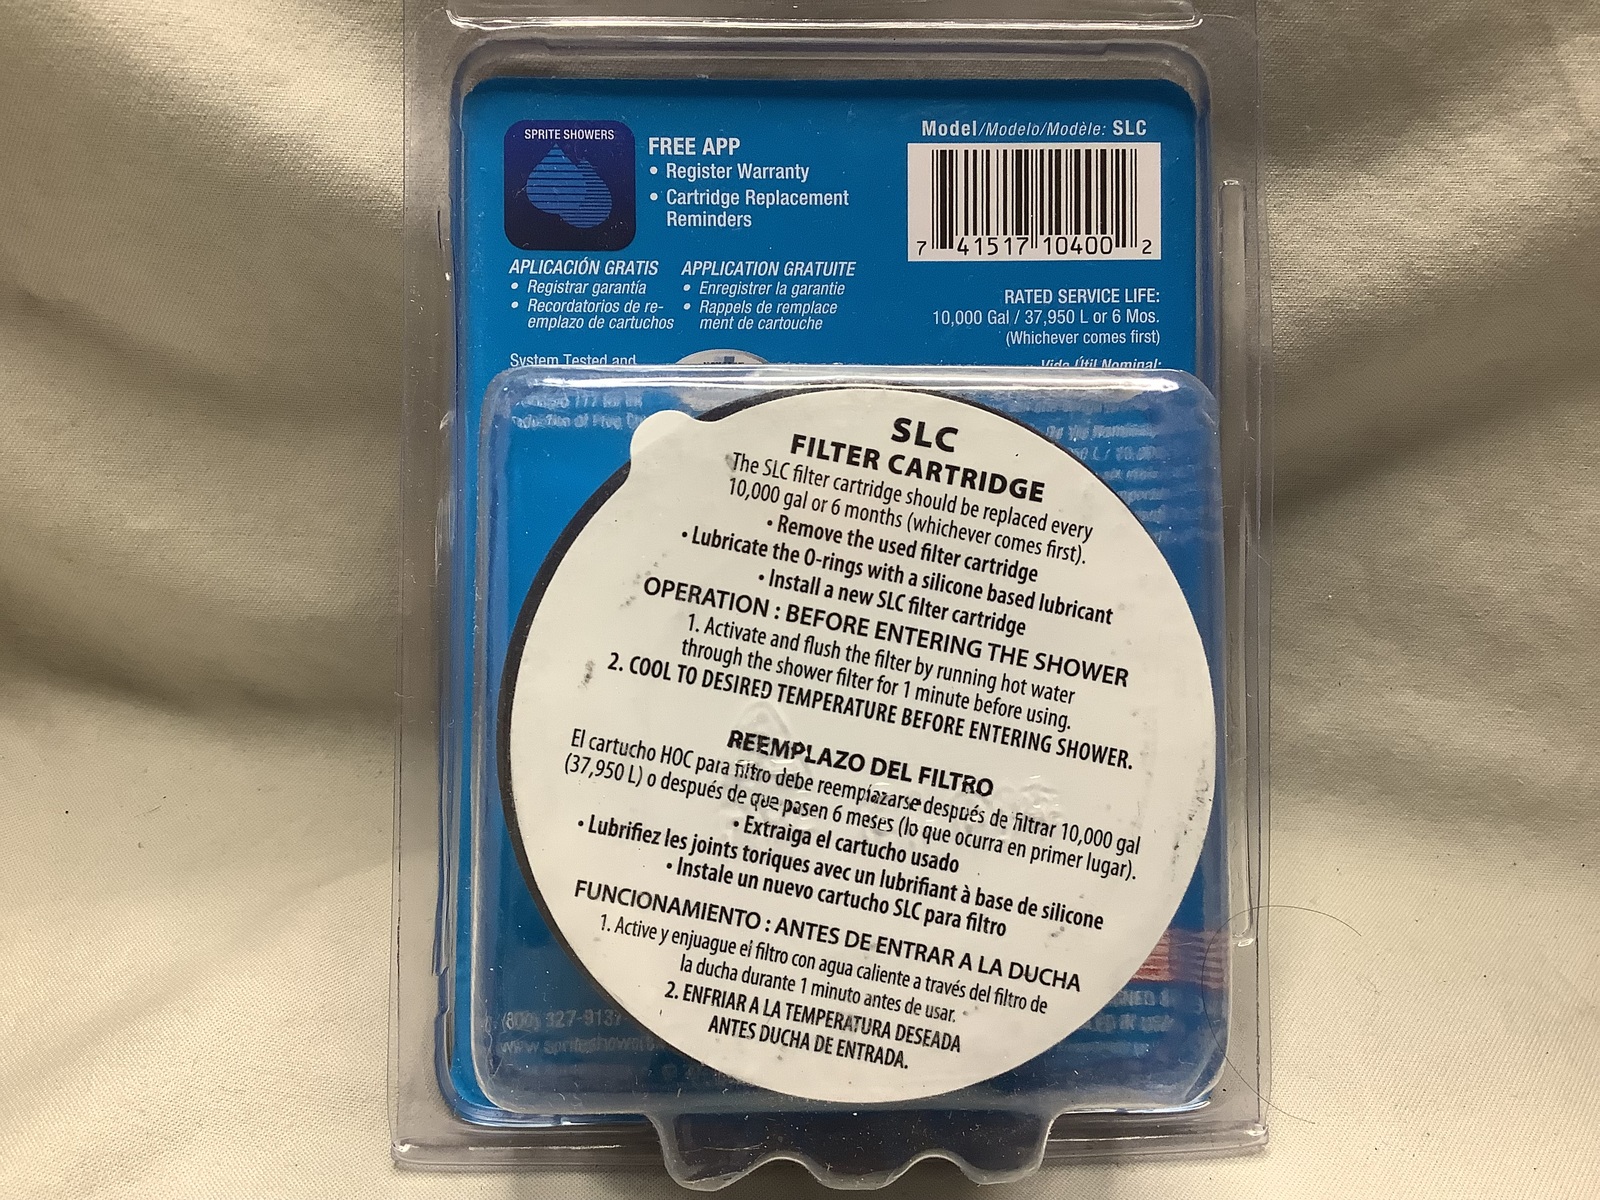 SPRITE SHOWERS
FREE APP
• Register Warranty
• Cartridge Replacement
Reminders
Model/Modelo/Modèle: SLC
7 41517 10400 2
APLICACIÓN GRATIS
• Registrar garantía
• Recordatorios de re-
emplazo de cartuchos
APPLICATION GRATUITE
• Enregistrer la garantie
• Rappels de remplace
ment de cartouche
RATED SERVICE LIFE:
10,000 Gal / 37,950 L or 6 Mos.
(Whichever comes first)
System Tested and
Vida Útil Nominal:
SLC
FILTER CARTRIDGE
The SLC filter cartridge should be replaced every
10,000 gal or 6 months (whichever comes first).
• Remove the used filter cartridge
• Lubricate the O-rings with a silicone based lubricant
• Install a new SLC filter cartridge
OPERATION : BEFORE ENTERING THE SHOWER
1. Activate and flush the filter by running hot water
through the shower filter for 1 minute before using.
2. COOL TO DESIRED TEMPERATURE BEFORE ENTERING SHOWER.
REEMPLAZO DEL FILTRO
El cartucho HOC para filtro debe reemplazarse después de filtrar 10,000 gal
(37,950 L) o después de que pasen 6 meses (lo que ocurra en primer lugar).
• Extraiga el cartucho usado
• Lubrifiez les joints toriques avec un lubrifiant à base de silicone
• Instale un nuevo cartucho SLC para filtro
FUNCIONAMIENTO : ANTES DE ENTRAR A LA DUCHA
1. Active y enjuague el filtro con agua caliente a través del filtro de
la ducha durante 1 minuto antes de usar.
2. ENFRIAR A LA TEMPERATURA DESEADA
ANTES DUCHA DE ENTRADA.
(800) 327-9137